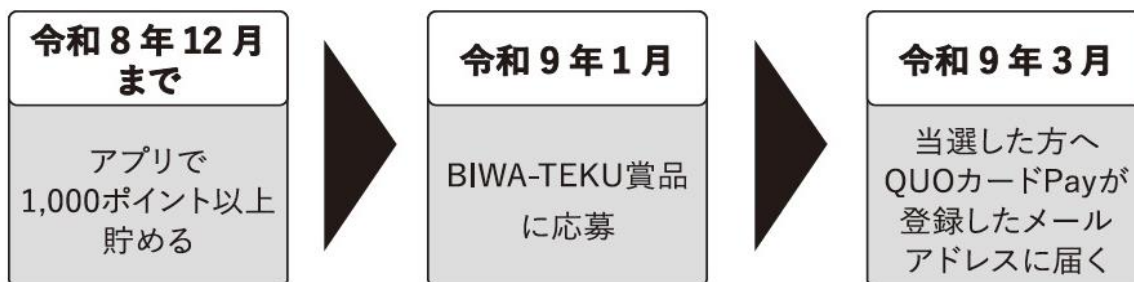 令和8年12月
まで
アプリで
1,000ポイント以上
貯める
令和9年1月
BIWA-TEKU賞品
に応募
令和9年3月
当選した方へ
QUOカードPayが
登録したメール
アドレスに届く